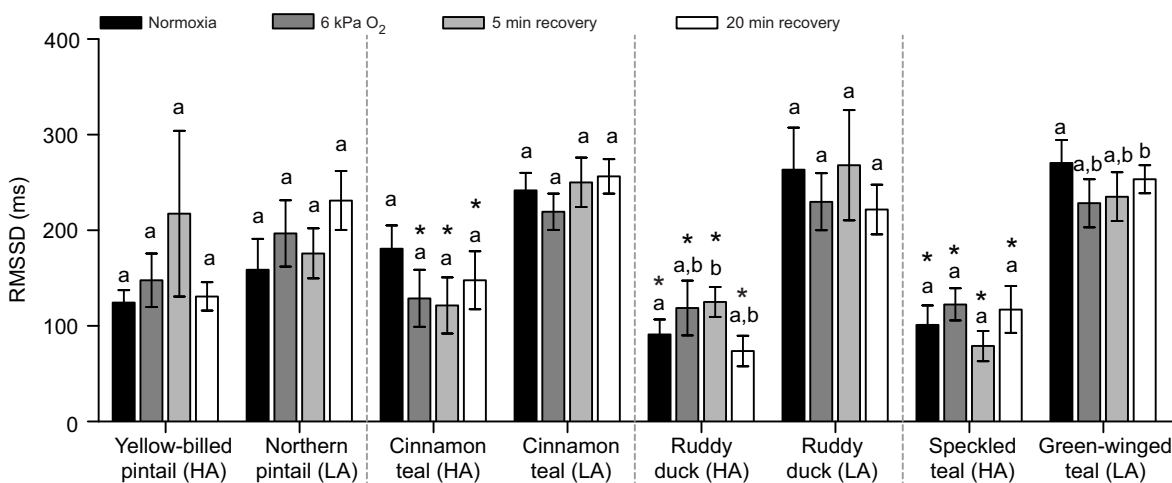 Normoxia 6 kPa O2 5 min recovery 20 min recovery
400
300
200
100
0
RMSSD (ms)
a a a a
a a a a
a * a * a * a
a a a a
* a * a,b * b * a,b
a a a a
* a * a * a * a
a a,b a,b b
Yellow-billed
pintail (HA)
Northern
pintail (LA)
Cinnamon
teal (HA)
Cinnamon
teal (LA)
Ruddy
duck (HA)
Ruddy
duck (LA)
Speckled
teal (HA)
Green-winged
teal (LA)